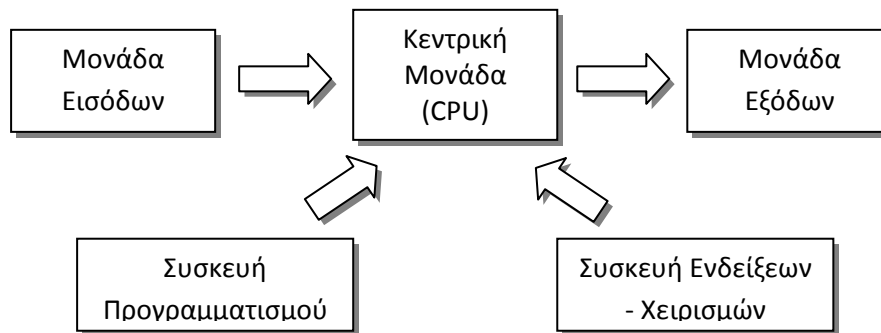 Μονάδα
Εισόδων
Κεντρική
Μονάδα
(CPU)
Μονάδα
Εξόδων
Συσκευή
Προγραμματισμού
Συσκευή Ενδείξεων
- Χειρισμών